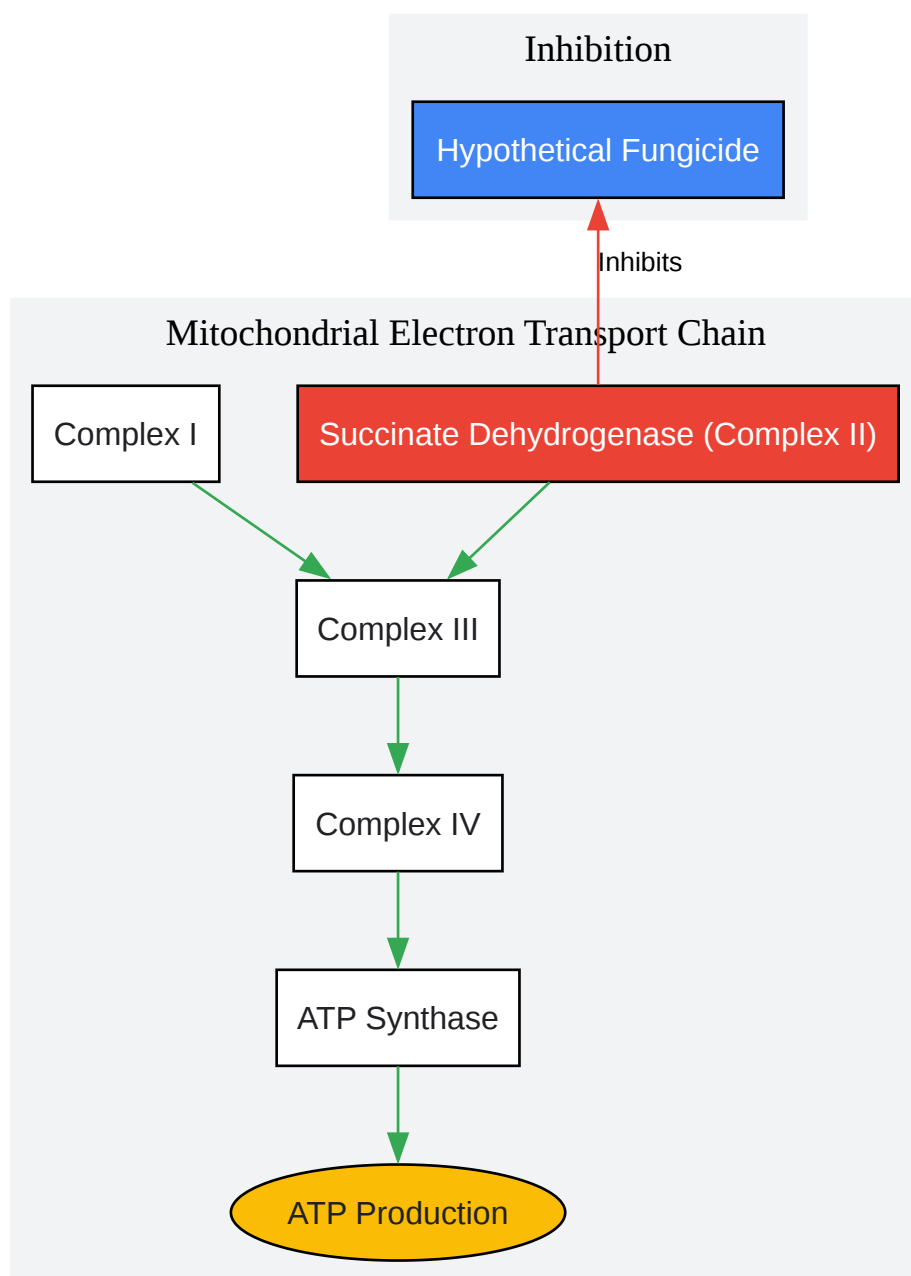 Inhibition
Hypothetical Fungicide
Inhibits
Mitochondrial Electron Transport Chain
Complex I
Succinate Dehydrogenase (Complex II)
Complex III
Complex IV
ATP Synthase
ATP Production